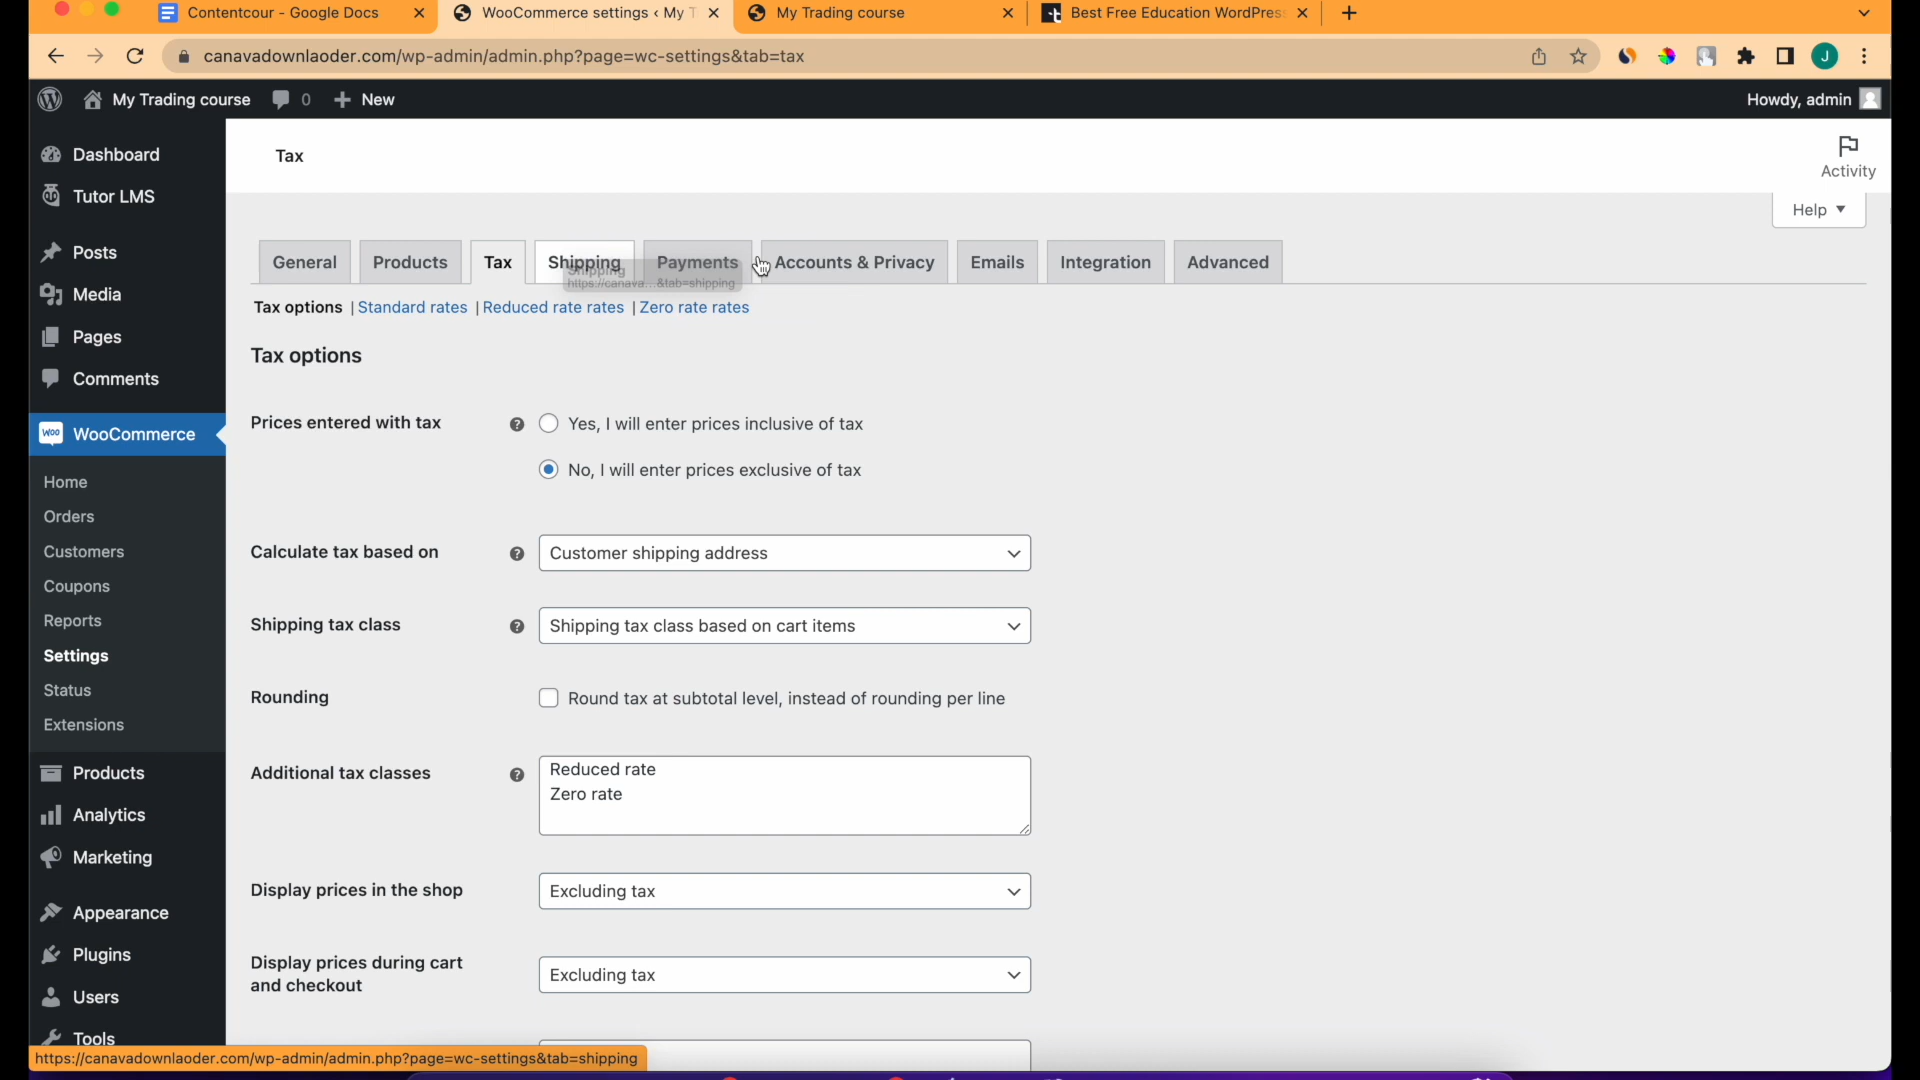 Contentcour - Google Docs
WooCommerce settings ‹ My T
My Trading course
Best Free Education WordPress
canavadownlaoder.com/wp-admin/admin.php?page=wc-settings&tab=tax
J
My Trading course
0
New
Howdy, admin
Dashboard
Tutor LMS
Posts
Media
Pages
Comments
Woo WooCommerce
Home
Orders
Customers
Coupons
Reports
Settings
Status
Extensions
Products
Analytics
Marketing
Appearance
Plugins
Users
Tools
Tax
Activity
Help
General
Products
Tax
Shipping
Payments
Accounts & Privacy
Emails
Integration
Advanced
Shipping
https://canava...&tab=shipping
Tax options | Standard rates | Reduced rate rates | Zero rate rates
Tax options
Prices entered with tax
Yes, I will enter prices inclusive of tax
No, I will enter prices exclusive of tax
Calculate tax based on
Customer shipping address
Shipping tax class
Shipping tax class based on cart items
Rounding
Round tax at subtotal level, instead of rounding per line
Additional tax classes
Reduced rate
Zero rate
Display prices in the shop
Excluding tax
Display prices during cart
and checkout
Excluding tax
https://canavadownlaoder.com/wp-admin/admin.php?page=wc-settings&tab=shipping